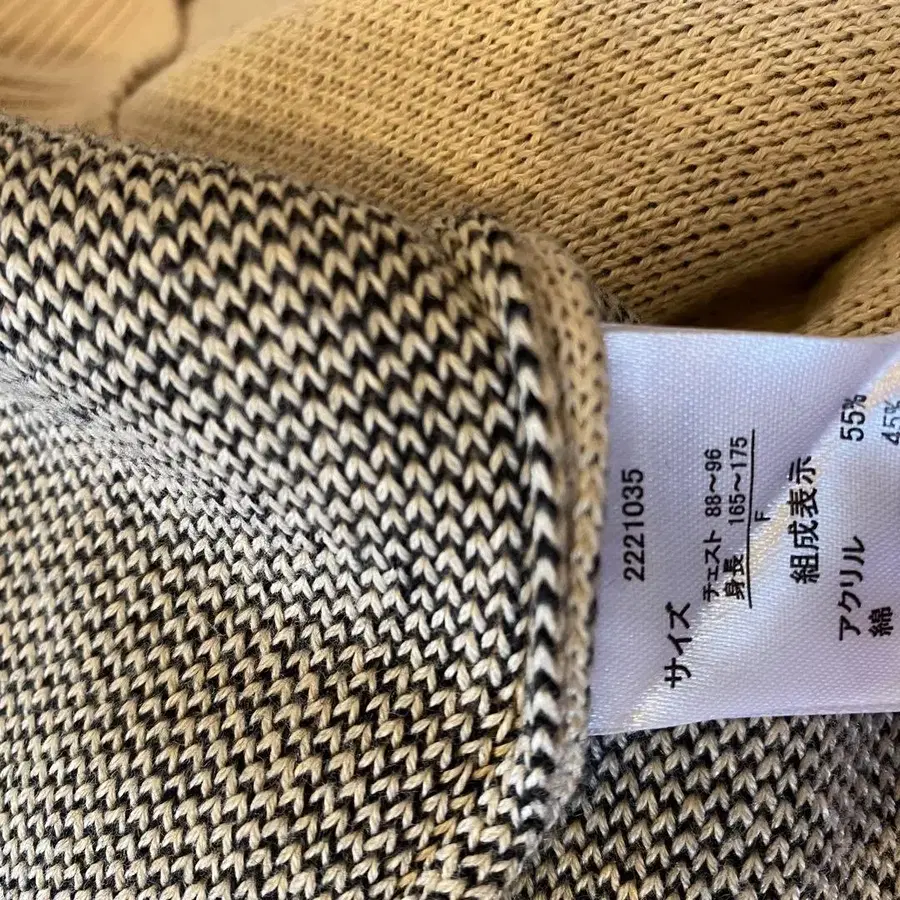 2221035
サイズ
チェスト 88～96
身長 165～175
F
組成表示
アクリル 55%
綿 45%